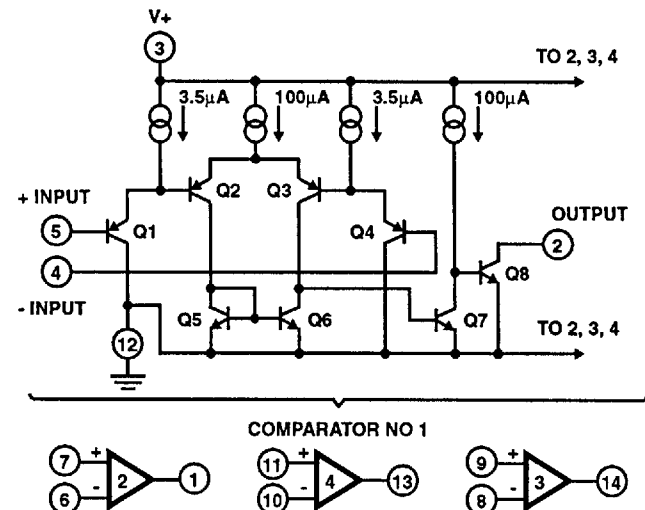 V+
3
TO 2, 3, 4
3.5μA
100μA
3.5μA
100μA
Q2
Q3
+ INPUT
OUTPUT
5
Q1
Q4
2
4
Q8
- INPUT
Q5
Q6
Q7
12
TO 2, 3, 4
COMPARATOR NO 1
7 + 2 1
6 -
11 + 4 13
10 -
9 + 3 14
8 -